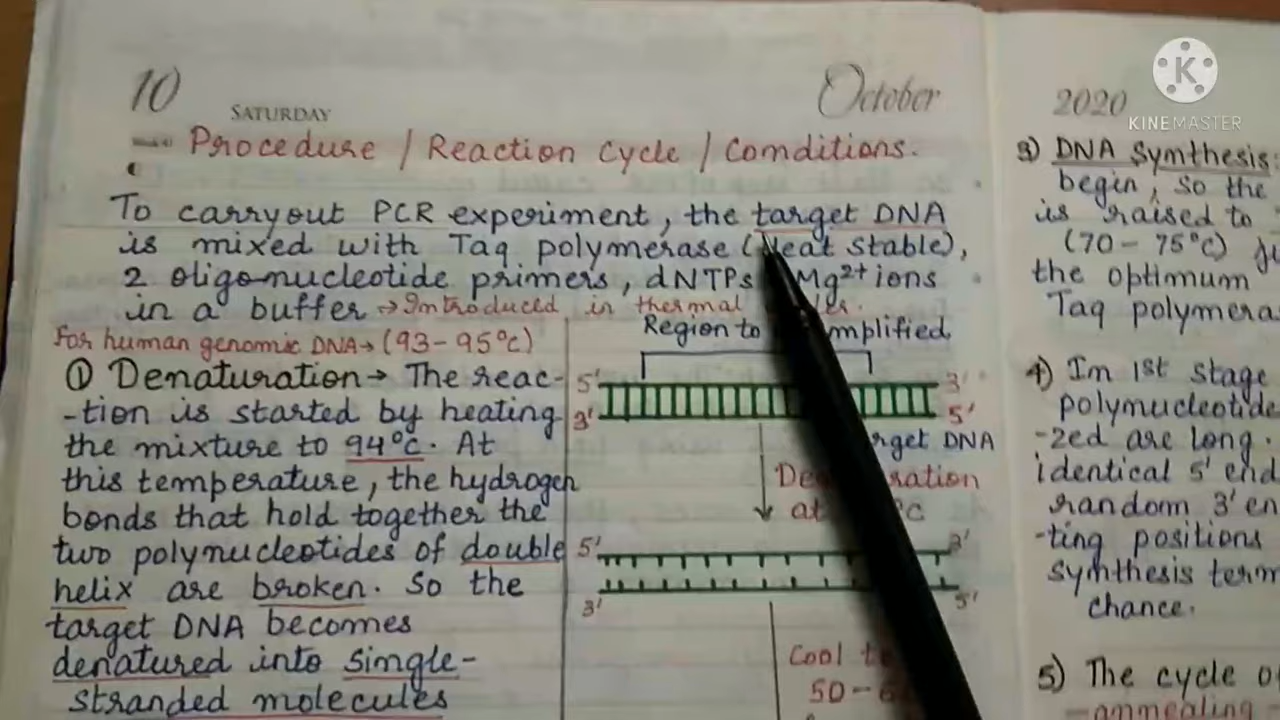 10
SATURDAY
October
Procedure / Reaction Cycle / Conditions.
To carryout PCR experiment, the target DNA
is mixed with Taq polymerase (Heat stable),
2 oligonucleotide primers, dNTPs Mg²⁺ ions
in a buffer → Introduced in thermal
For human genomic DNA → (93-95°C)
① Denaturation → The reac-
-tion is started by heating
the mixture to 94°C. At
this temperature, the hydrogen
bonds that hold together the
two polynucleotides of double
helix are broken. So the
target DNA becomes
denatured into single-
stranded molecules
Region to amplified
5' 3'
3' 5'
DNA
at
5' 3'
3' 5'
Cool
50-
2020
KINEMASTER
3) DNA Synthesis:
begin, so the
is raised to
(70-75°C)
the optimum
Taq
4) In 1st stage
polynucleotide
-zed are long.
identical 5' end
random 3'
-ting positions
synthesis
chance.
5) The cycle
-annealing -